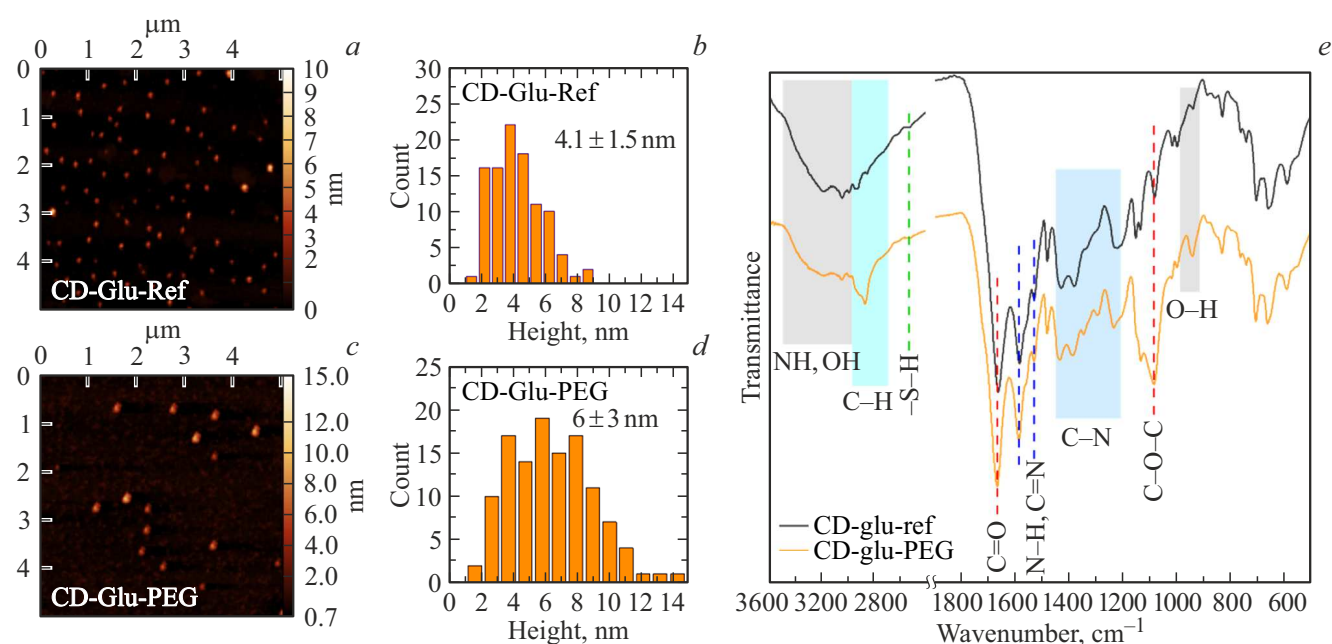 μm
0 1 2 3 4
a
0
1
2
3
4
CD-Glu-Ref
10
9
8
7
6
5
4
3
2
1
0
nm
b
30
25
20
15
10
5
0
Count
CD-Glu-Ref
4.1 ± 1.5 nm
0 2 4 6 8 10 12 14
Height, nm
μm
0 1 2 3 4
c
0
1
2
3
4
CD-Glu-PEG
15.0
12.0
10.0
8.0
6.0
4.0
2.0
0.7
nm
d
25
20
15
10
5
0
Count
CD-Glu-PEG
6 ± 3 nm
0 2 4 6 8 10 12 14
Height, nm
e
Transmittance
NH, OH
C–H
–S–H
C=O
N–H, C=N
C–N
C–O–C
O–H
CD-glu-ref
CD-glu-PEG
3600 3200 2800 1800 1600 1400 1200 1000 800 600
Wavenumber, cm⁻¹